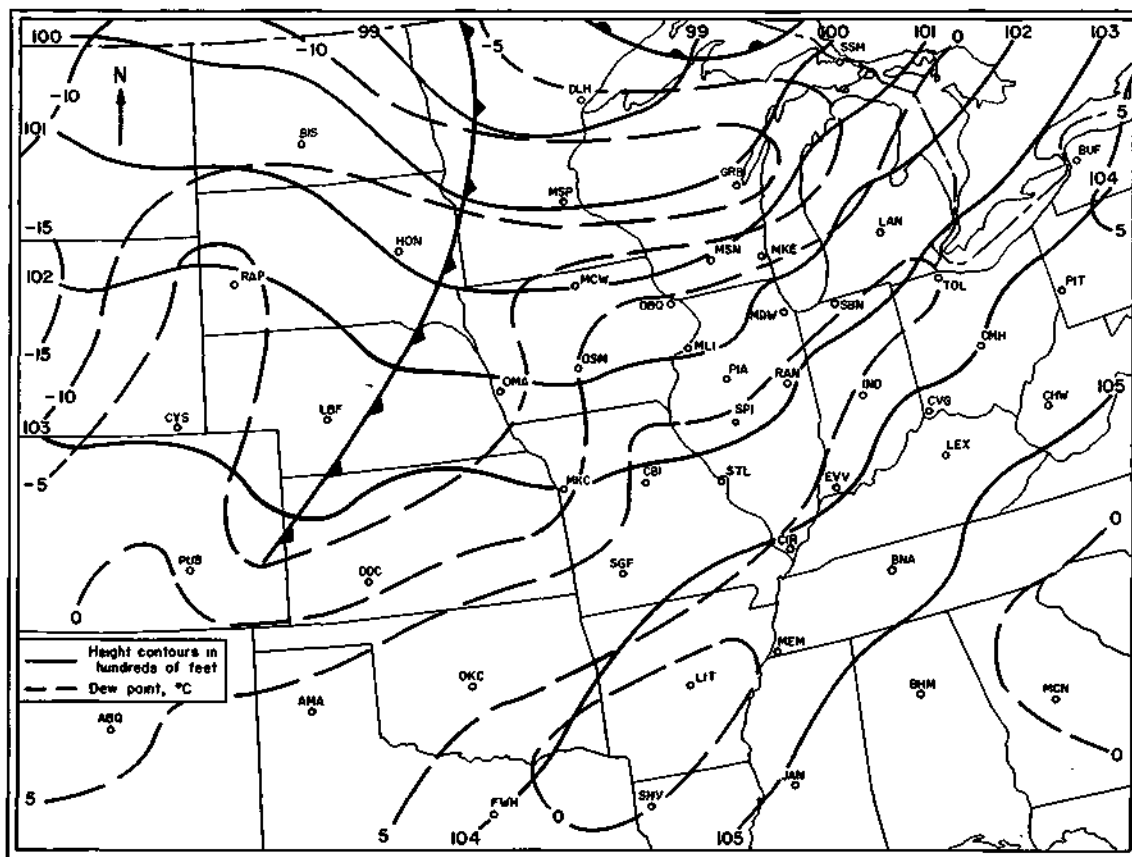 100
-10
99
-5
99
100
SSM
101
0
102
103
N
-10
DLH
101
BIS
5
BUF
GRB
104
MSP
LAN
5
-15
HON
MSN
MKE
102
RAP
MCW
TOL
PIT
DBQ
MDW
SBN
CMH
-15
MLI
DSM
-10
OMA
PIA
RAN
IND
105
CYS
LBF
CVG
CHW
103
SPI
LEX
-5
MKC
CBI
STL
EVV
0
CIR
PUB
DDC
SGF
BNA
0
Height contours in
hundreds of feet
Dew point, °C
MEM
OKC
LIT
ABQ
AMA
BHM
MCN
0
JAN
5
FWH
0
SHV
5
104
105